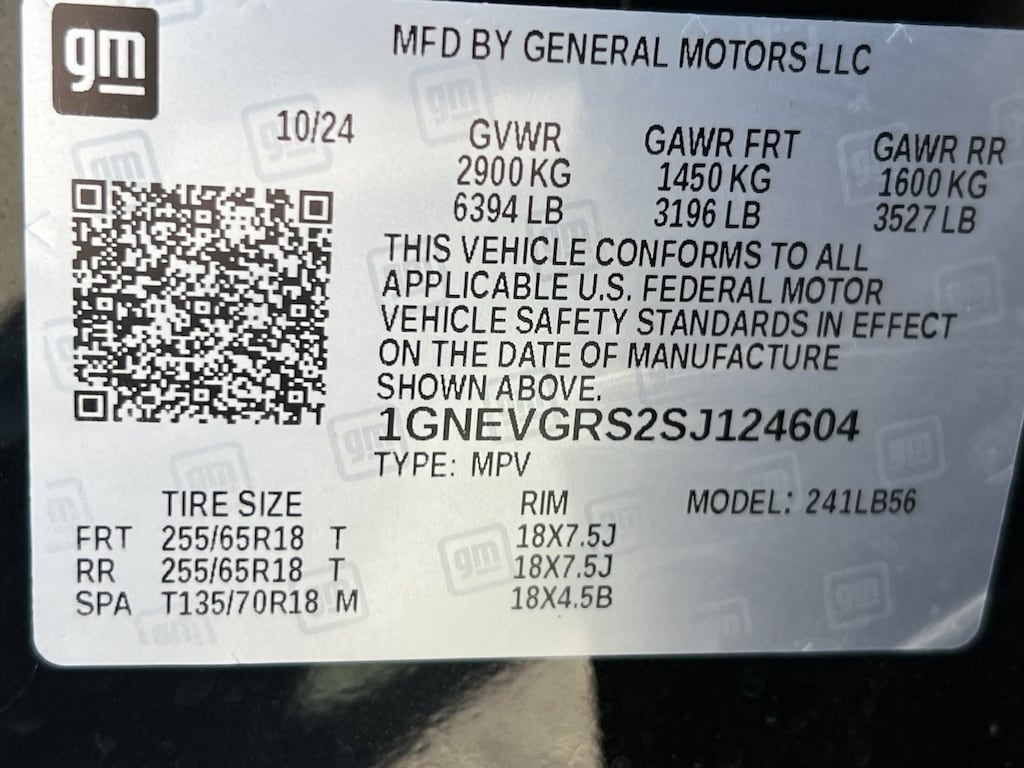 gm
MFD BY GENERAL MOTORS LLC
10/24 GVWR GAWR FRT GAWR RR
2900 KG 1450 KG 1600 KG
6394 LB 3196 LB 3527 LB
THIS VEHICLE CONFORMS TO ALL
APPLICABLE U.S. FEDERAL MOTOR
VEHICLE SAFETY STANDARDS IN EFFECT
ON THE DATE OF MANUFACTURE
SHOWN ABOVE.
1GNEVGRS2SJ124604
TYPE: MPV
TIRE SIZE RIM MODEL: 241LB56
FRT 255/65R18 T 18X7.5J
RR 255/65R18 T 18X7.5J
SPA T135/70R18 M 18X4.5B